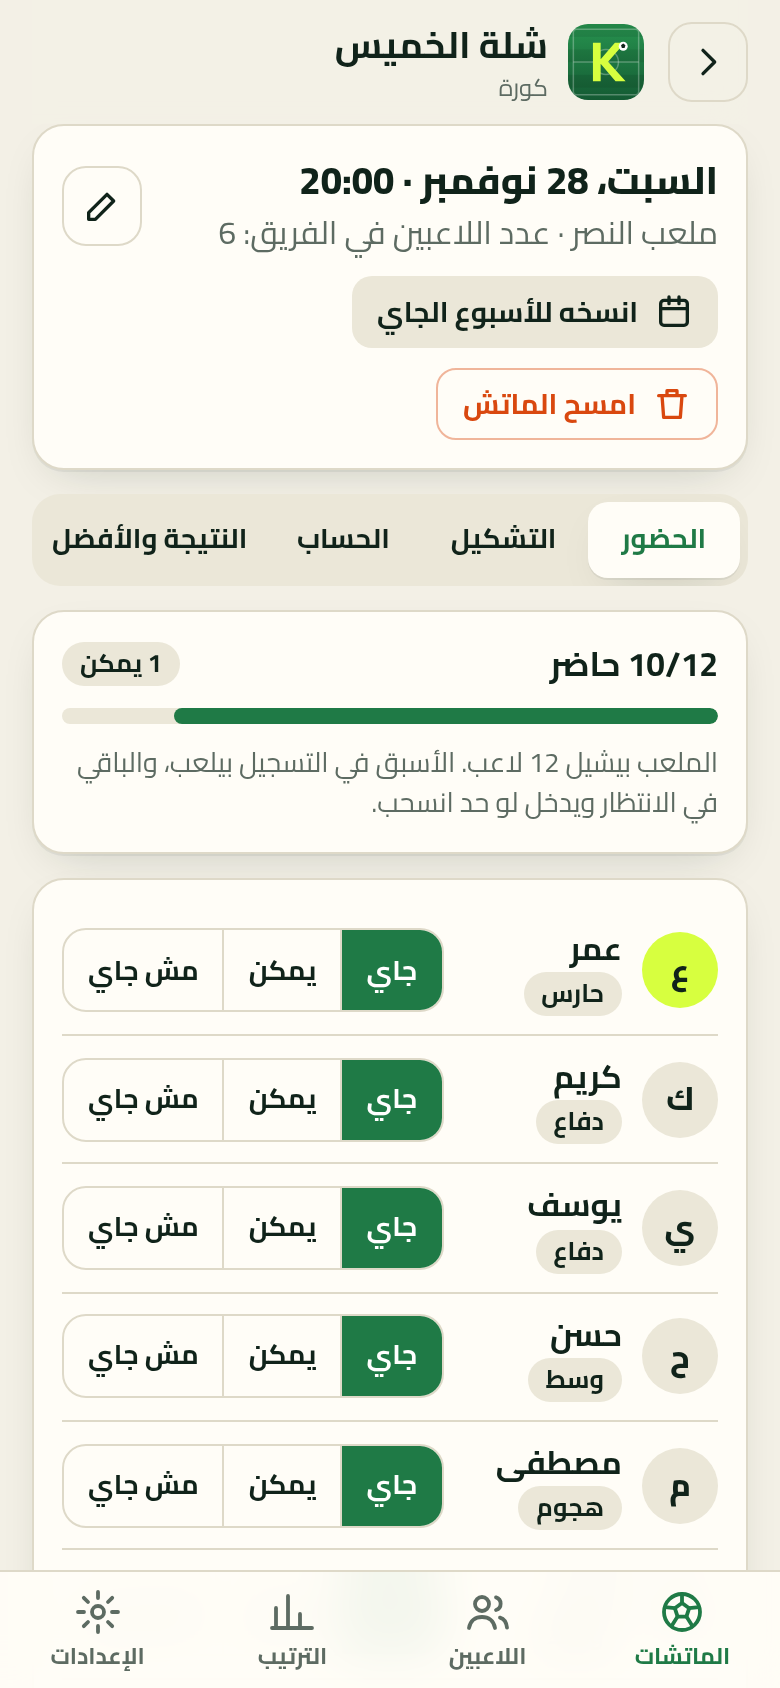 شلة الخميس
كورة
السبت، 28 نوفمبر · 20:00
ملعب النصر · عدد اللاعبين في الفريق: 6
انسخه للأسبوع الجاي
امسح الماتش
الحضور التشكيل الحساب النتيجة والأفضل
10/12 حاضر
1 يمكن
الملعب بيشيل 12 لاعب. الأسبق في التسجيل بيلعب، والباقي
في الانتظار ويدخل لو حد انسحب.
ع عمر جاي يمكن مش جاي
حارس
ك كريم جاي يمكن مش جاي
دفاع
ي يوسف جاي يمكن مش جاي
دفاع
ح حسن جاي يمكن مش جاي
وسط
م مصطفى جاي يمكن مش جاي
هجوم
الماتشات اللاعبين الترتيب الإعدادات